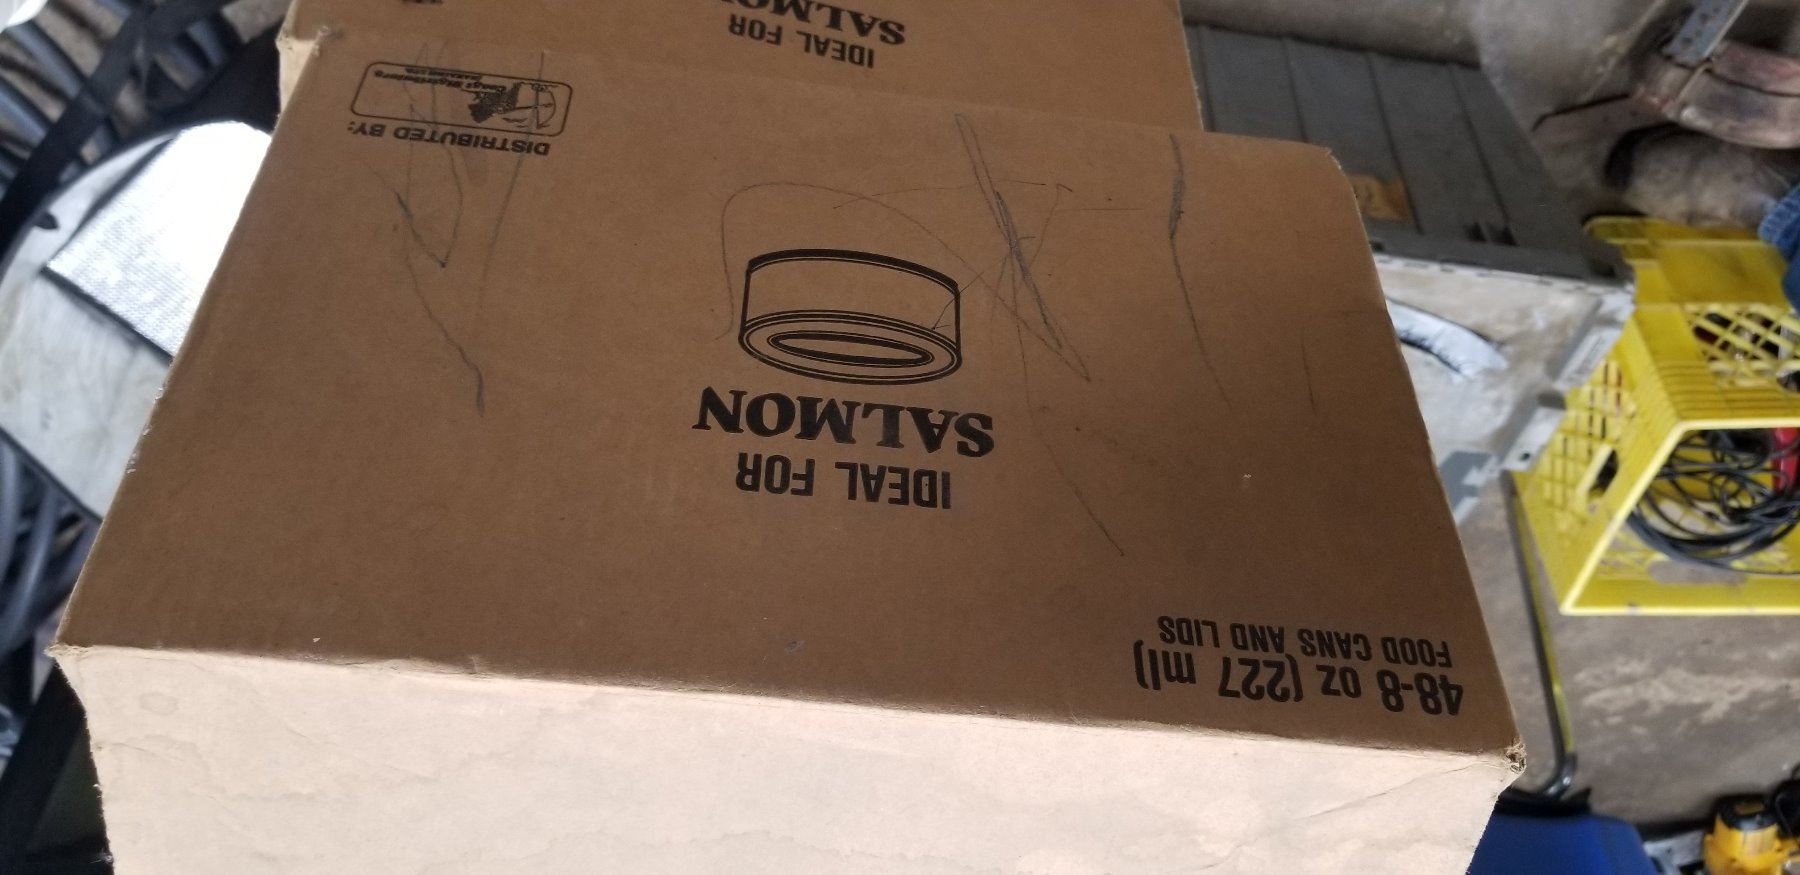 IDEAL FOR
SALMON
48-8 oz (227 ml)
FOOD CANS AND LIDS
IDEAL FOR
SALMON
DISTRIBUTED BY: